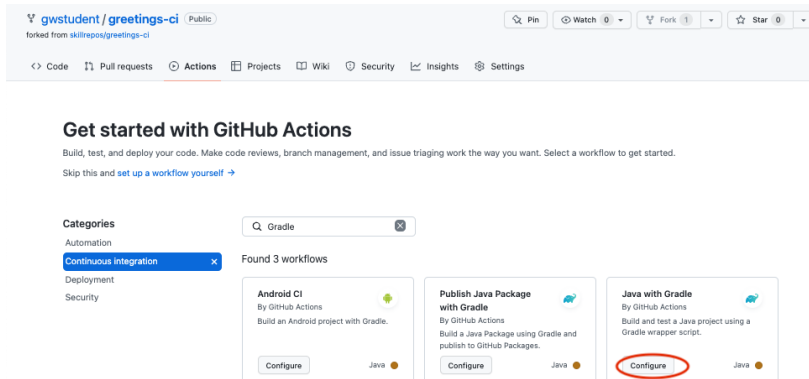 gwstudent / greetings-ci Public
forked from skillrepos/greetings-ci
Pin
Watch 0
Fork 1
Star 0
<> Code
Pull requests
Actions
Projects
Wiki
Security
Insights
Settings
Get started with GitHub Actions
Build, test, and deploy your code. Make code reviews, branch management, and issue triaging work the way you want. Select a workflow to get started.
Skip this and set up a workflow yourself →
Categories
Automation
Continuous integration
Deployment
Security
Gradle
Found 3 workflows
Android CI
By GitHub Actions
Build an Android project with Gradle.
Configure
Java
Publish Java Package
with Gradle
By GitHub Actions
Build a Java Package using Gradle and
publish to GitHub Packages.
Configure
Java
Java with Gradle
By GitHub Actions
Build and test a Java project using a
Gradle wrapper script.
Configure
Java